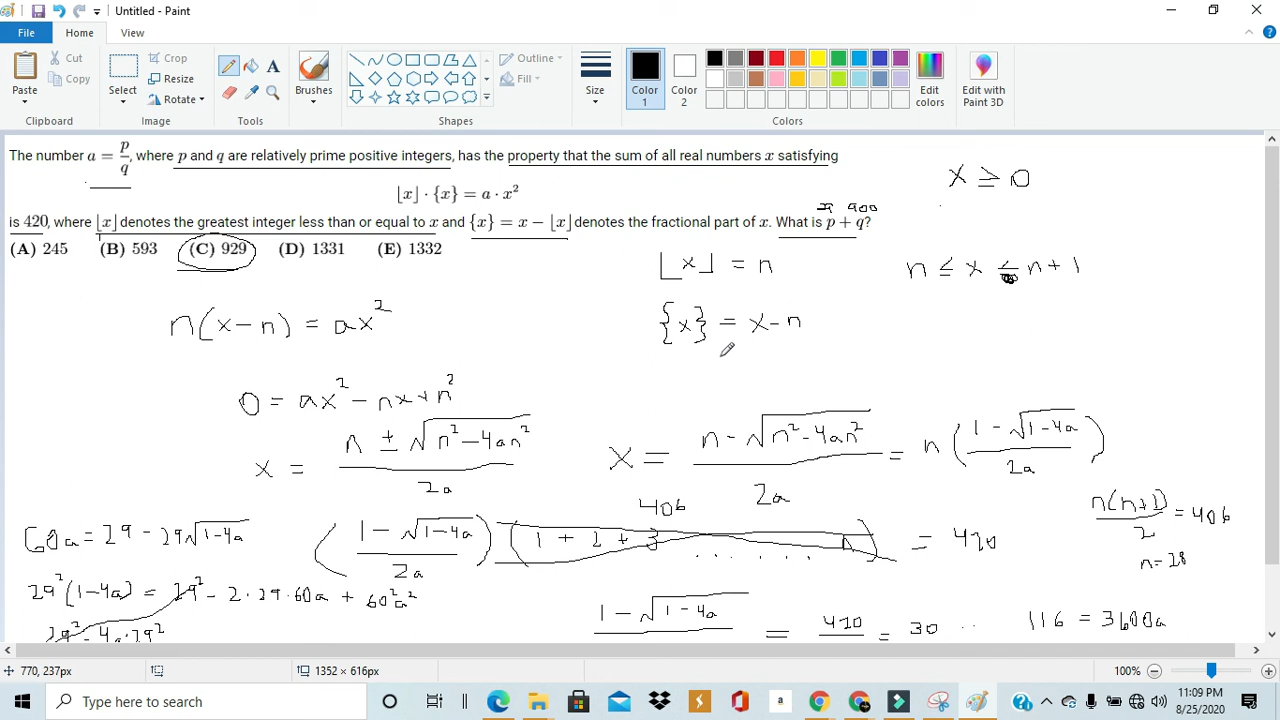 Untitled - Paint
File Home View
Paste
Cut
Copy
Clipboard
Select
Crop
Resize
Rotate
Image
Tools
Brushes
Shapes
Outline
Fill
Size
Color 1
Color 2
Colors
Edit colors
Edit with Paint 3D
The number a = p/q, where p and q are relatively prime positive integers, has the property that the sum of all real numbers x satisfying
⌊x⌋ · {x} = a · x²
is 420, where ⌊x⌋ denotes the greatest integer less than or equal to x and {x} = x − ⌊x⌋ denotes the fractional part of x. What is p + q?
900
(A) 245 (B) 593 (C) 929 (D) 1331 (E) 1332
x ≥ 0
⌊x⌋ = n
n ≤ x < n + 1
n(x − n) = ax²
{x} = x − n
0 = ax² − nx + n²
x = (n ± √(n² − 4an²)) / 2a
x = (n − √(n² − 4an²)) / 2a = n((1 − √(1 − 4a)) / 2a)
406
n(n+1)/2 = 406
n = 28
60a = 29 − 29√(1−4a)
((1 − √(1−4a)) / 2a)(1 + 2 + 3 ....... n) = 420
29²(1−4a) = 29² − 2·29·60a + 60²a²
29² − 4a·29²
1 − √(1 − 4a) = 420 = 30
116 = 3600a
770, 237px
1352 × 616px
100%
Type here to search
11:09 PM
8/25/2020